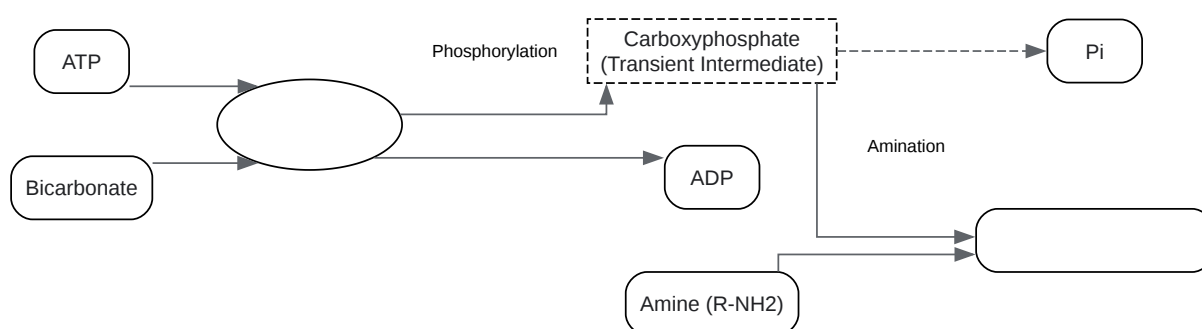 ATP
Bicarbonate
Phosphorylation
Carboxyphosphate
(Transient Intermediate)
Pi
ADP
Amination
Amine (R-NH2)